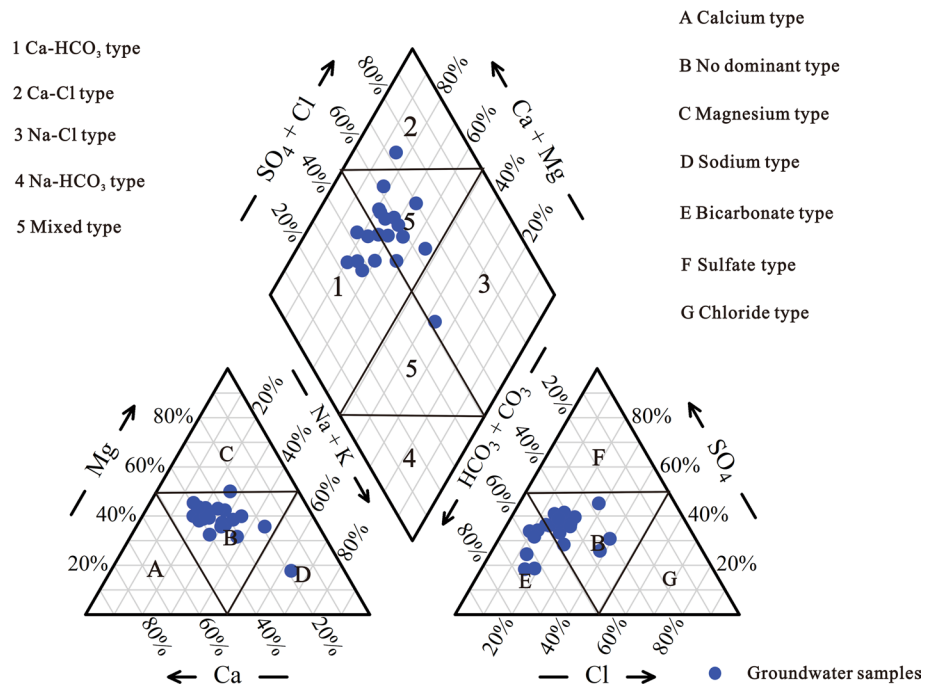 1 Ca-HCO₃ type
2 Ca-Cl type
3 Na-Cl type
4 Na-HCO₃ type
5 Mixed type
A Calcium type
B No dominant type
C Magnesium type
D Sodium type
E Bicarbonate type
F Sulfate type
G Chloride type
SO₄ + Cl
80%
60%
40%
20%
Ca + Mg
80%
60%
40%
20%
2
5
1
3
5
4
Mg
80%
60%
40%
20%
Na + K
20%
40%
60%
80%
C
B
A
D
80%
60%
40%
20%
Ca
HCO₃ + CO₃
20%
40%
60%
80%
SO₄
80%
60%
40%
20%
F
B
E
G
20%
40%
60%
80%
Cl
Groundwater samples